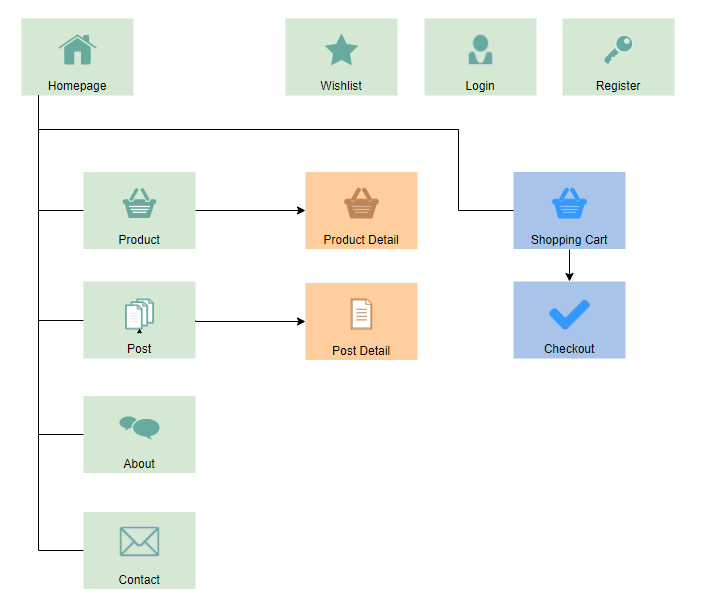 Homepage
Wishlist
Login
Register
Product
Product Detail
Shopping Cart
Post
Post Detail
Checkout
About
Contact